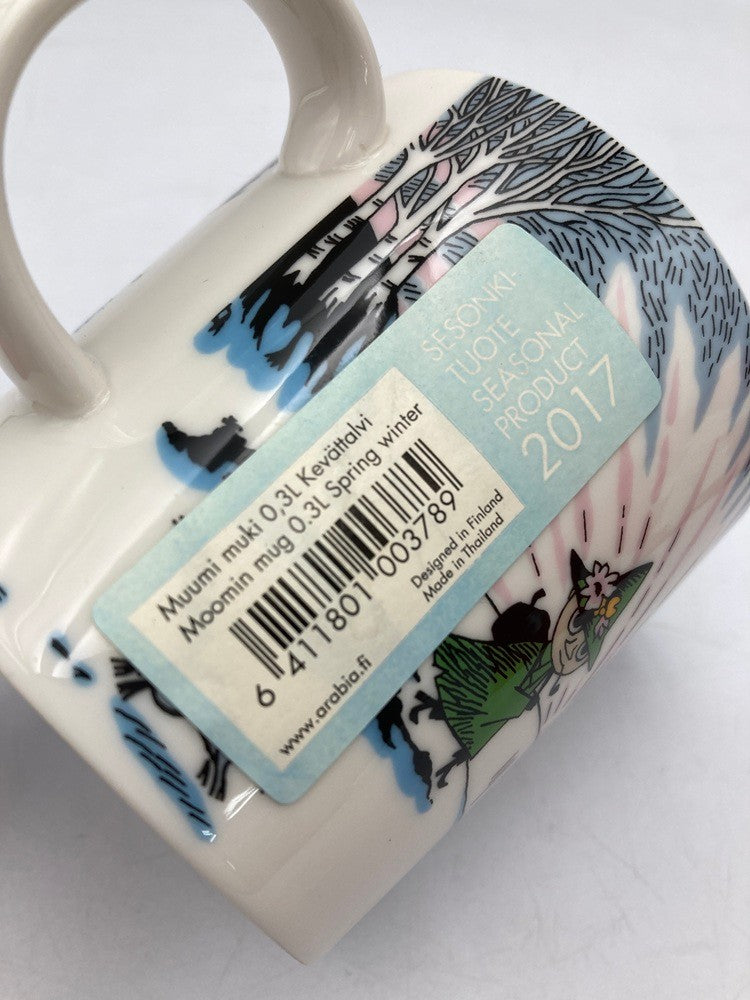 SESONKI-
TUOTE
SEASONAL
PRODUCT
2017
Muumi muki 0,3L Kevättalvi
Moomin mug 0.3L Spring winter
6 411801 003789
Designed in Finland
Made in Thailand
www.arabia.fi